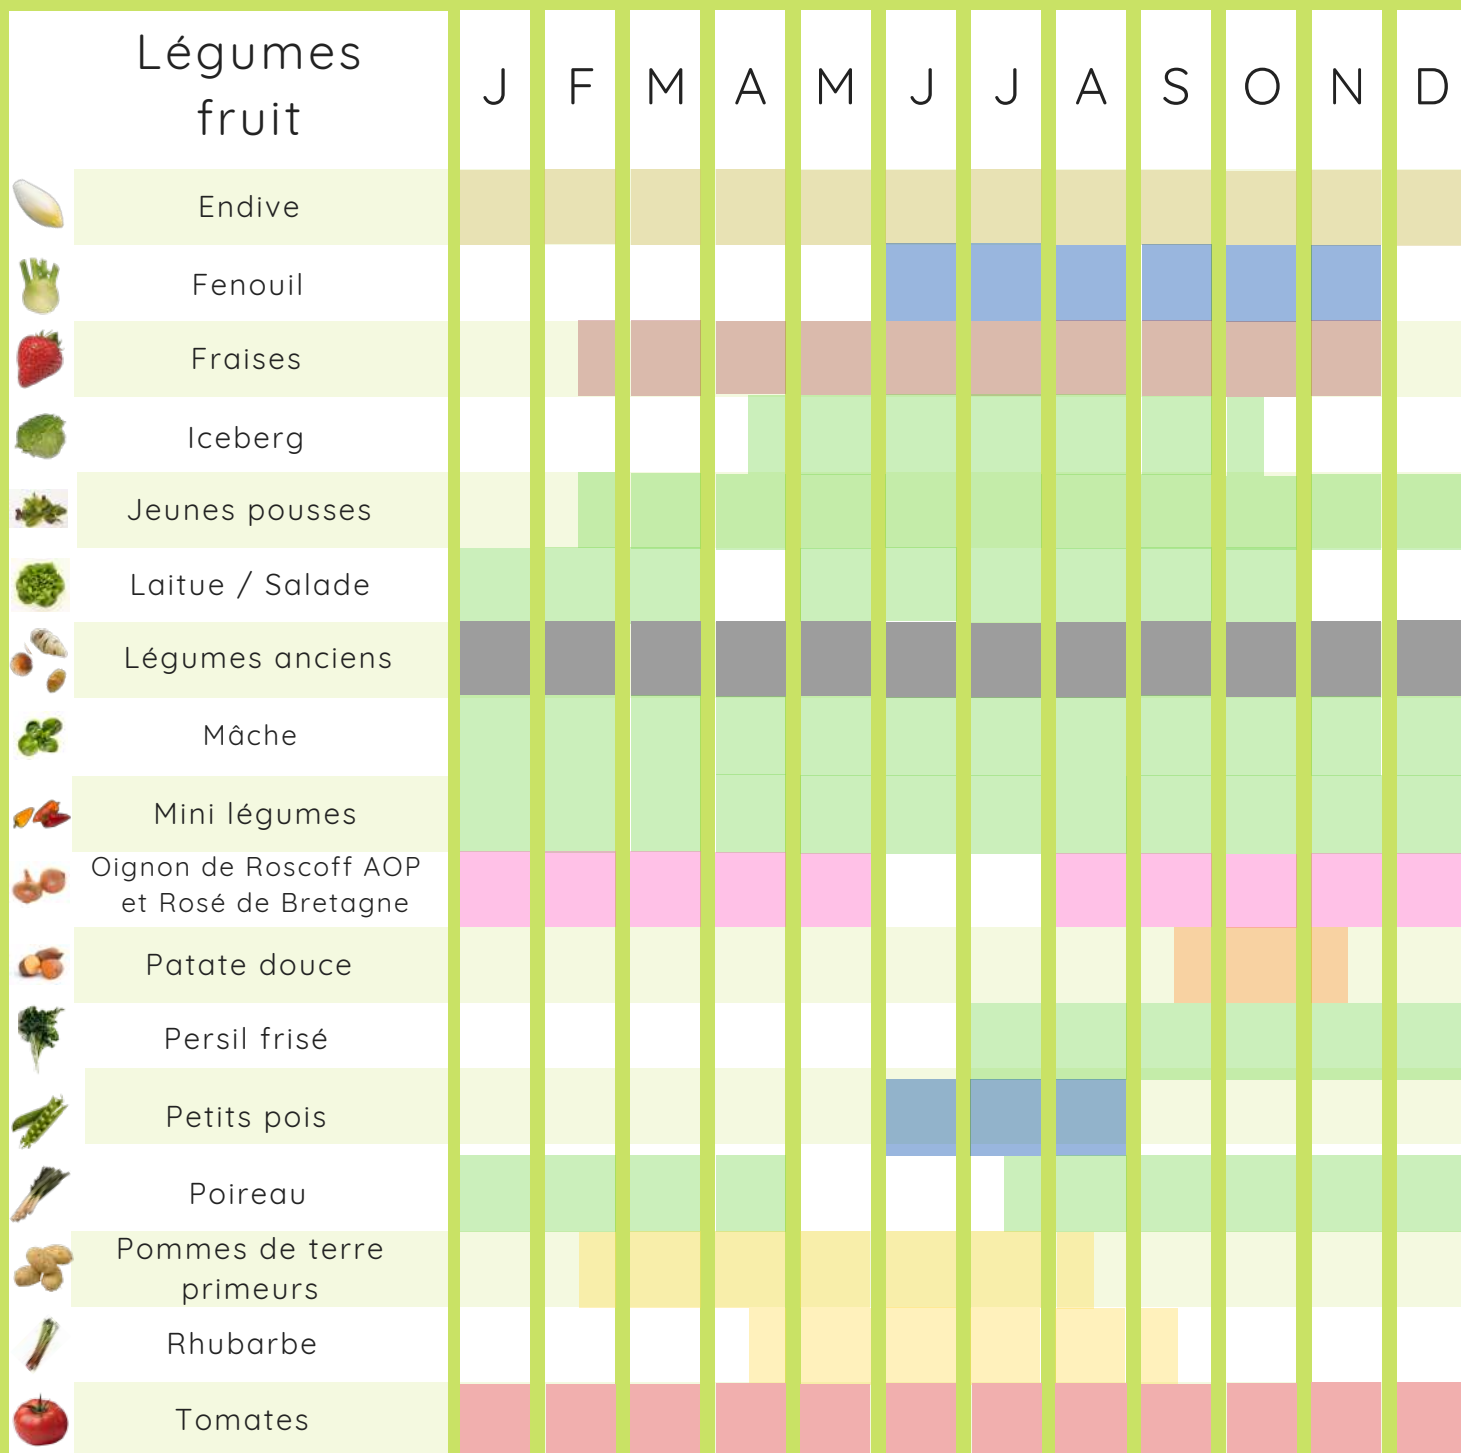 Légumes
fruit
J F M A M J J A S O N D
Endive
Fenouil
Fraises
Iceberg
Jeunes pousses
Laitue / Salade
Légumes anciens
Mâche
Mini légumes
Oignon de Roscoff AOP
et Rosé de Bretagne
Patate douce
Persil frisé
Petits pois
Poireau
Pommes de terre
primeurs
Rhubarbe
Tomates